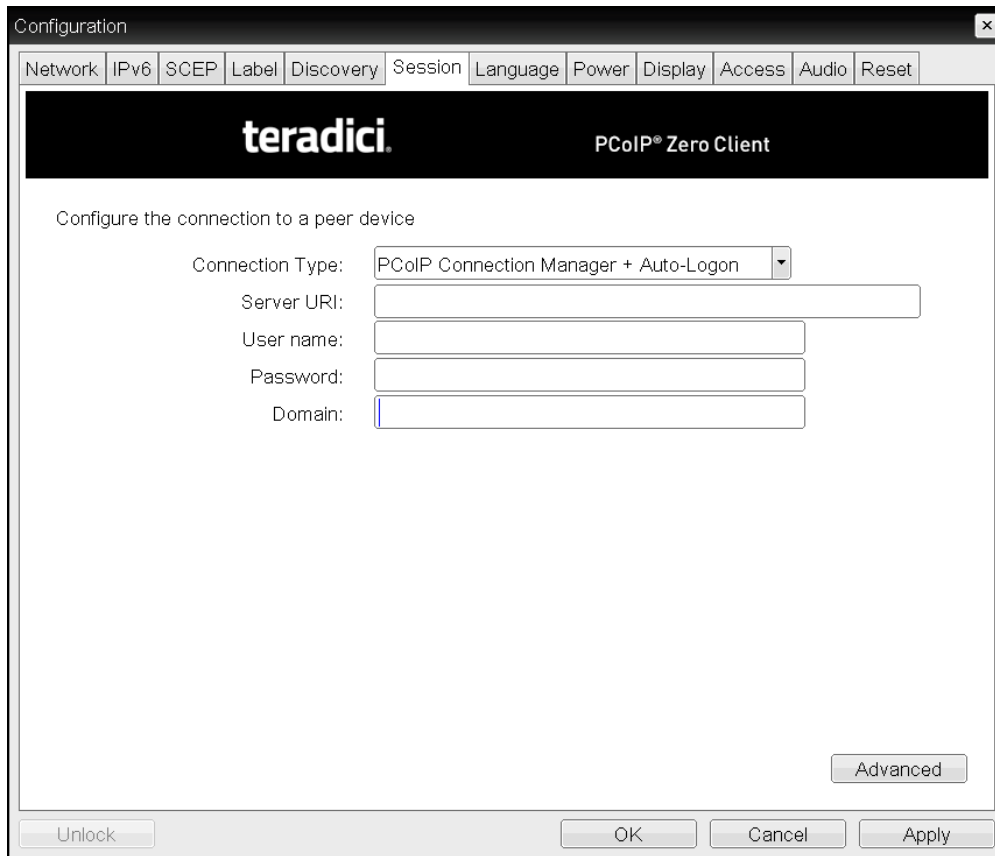 Configuration
Network IPv6 SCEP Label Discovery Session Language Power Display Access Audio Reset
teradici. PCoIP® Zero Client
Configure the connection to a peer device
Connection Type: PCoIP Connection Manager + Auto-Logon
Server URI:
User name:
Password:
Domain:
Advanced
Unlock OK Cancel Apply